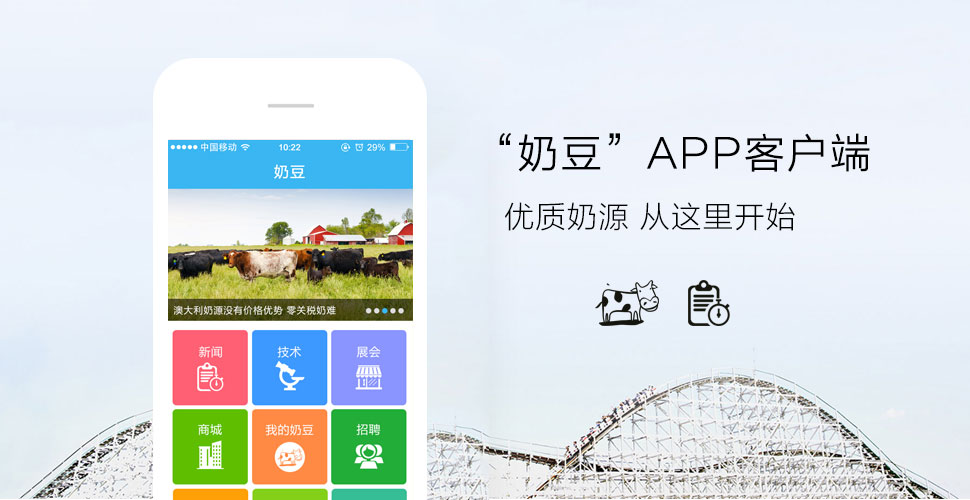 中国移动 10:22 29%
奶豆
澳大利奶源没有价格优势 零关税奶难
新闻 技术 展会
商城 我的奶豆 招聘
“奶豆” APP客户端
优质奶源 从这里开始